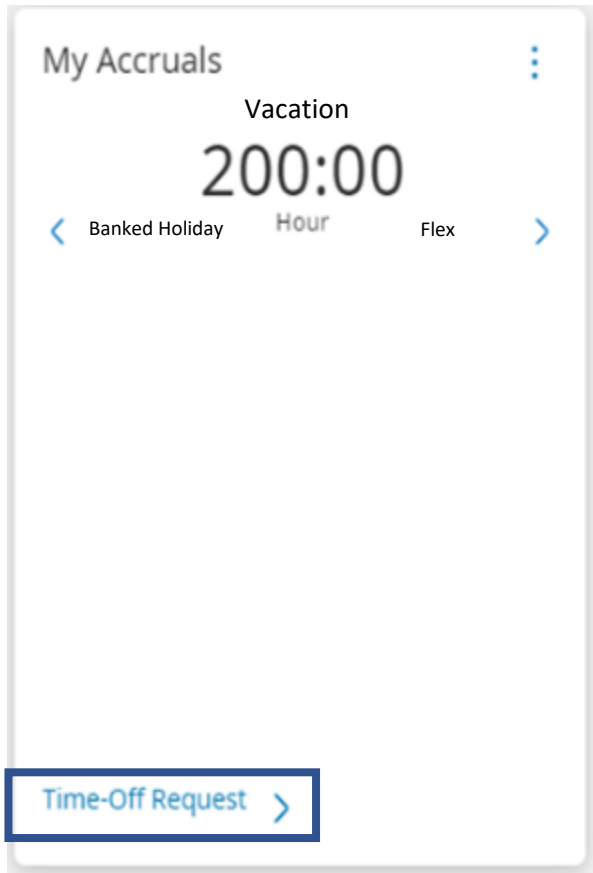 My Accruals
Vacation
200:00
Banked Holiday Hour Flex
Time-Off Request